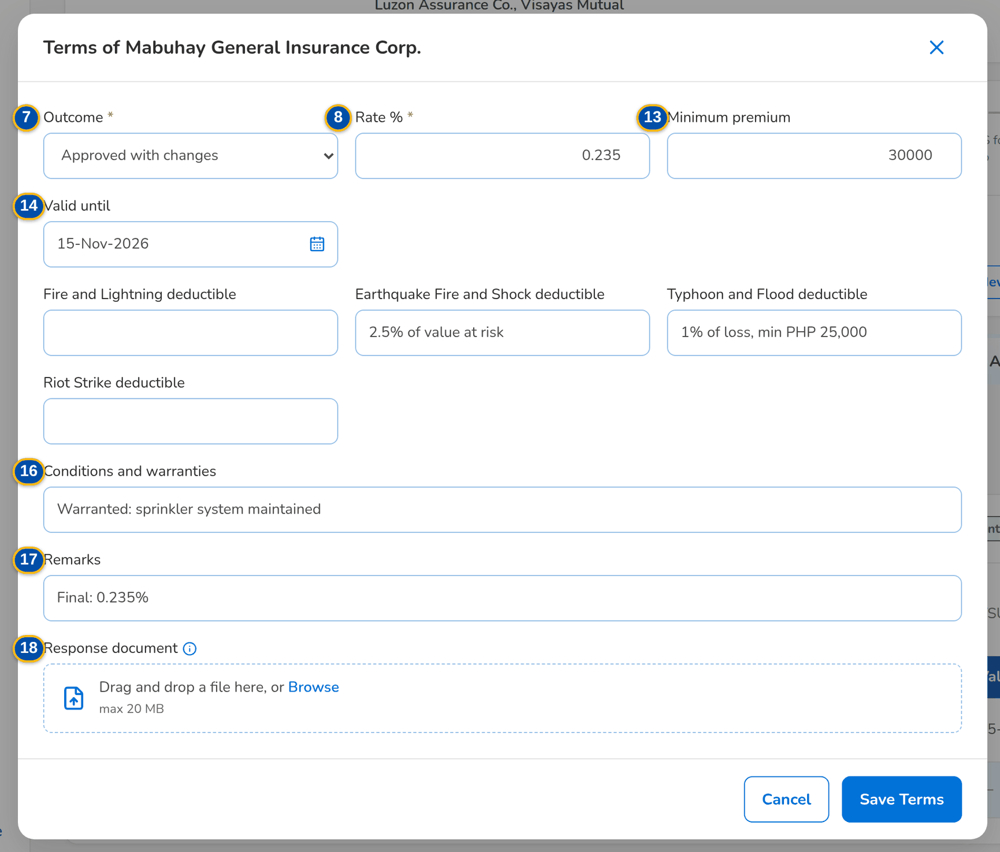 Luzon Assurance Co., Visayas Mutual
Terms of Mabuhay General Insurance Corp.
7 Outcome * 8 Rate % * 13 Minimum premium
Approved with changes 0.235 30000
14 Valid until
15-Nov-2026
Fire and Lightning deductible Earthquake Fire and Shock deductible Typhoon and Flood deductible
2.5% of value at risk 1% of loss, min PHP 25,000
Riot Strike deductible
16 Conditions and warranties
Warranted: sprinkler system maintained
17 Remarks
Final: 0.235%
18 Response document
Drag and drop a file here, or Browse
max 20 MB
Cancel Save Terms